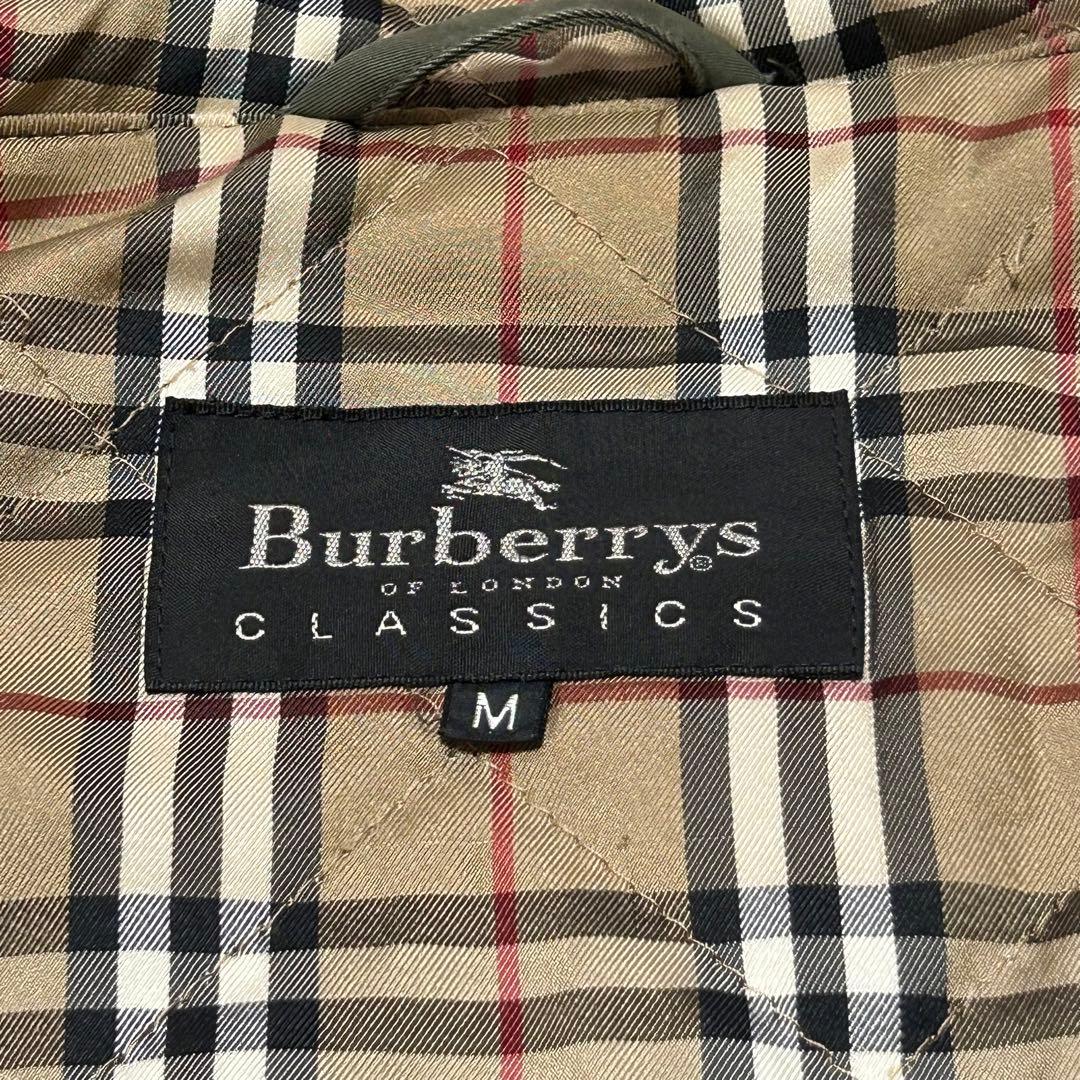 Burberrys®
OF LONDON
CLASSICS
M